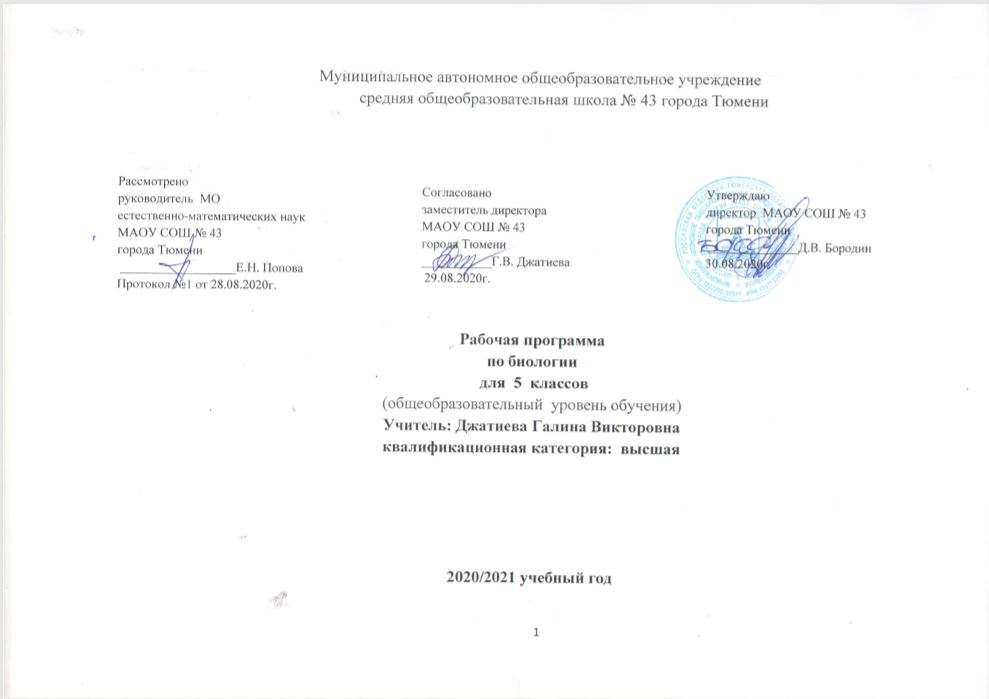 Муниципальное автономное общеобразовательное учреждение
средняя общеобразовательная школа № 43 города Тюмени
Рассмотрено
руководитель МО
естественно-математических наук
МАОУ СОШ № 43
города Тюмени
__________________Е.Н. Попова
Протокол №1 от 28.08.2020г.
Согласовано
заместитель директора
МАОУ СОШ № 43
города Тюмени
___________Г.В. Джатиева
29.08.2020г.
Утверждаю
директор МАОУ СОШ № 43
города Тюмени
______________Д.В. Бородин
30.08.2020г.
Рабочая программа
по биологии
для 5 классов
(общеобразовательный уровень обучения)
Учитель: Джатиева Галина Викторовна
квалификационная категория: высшая
2020/2021 учебный год
1